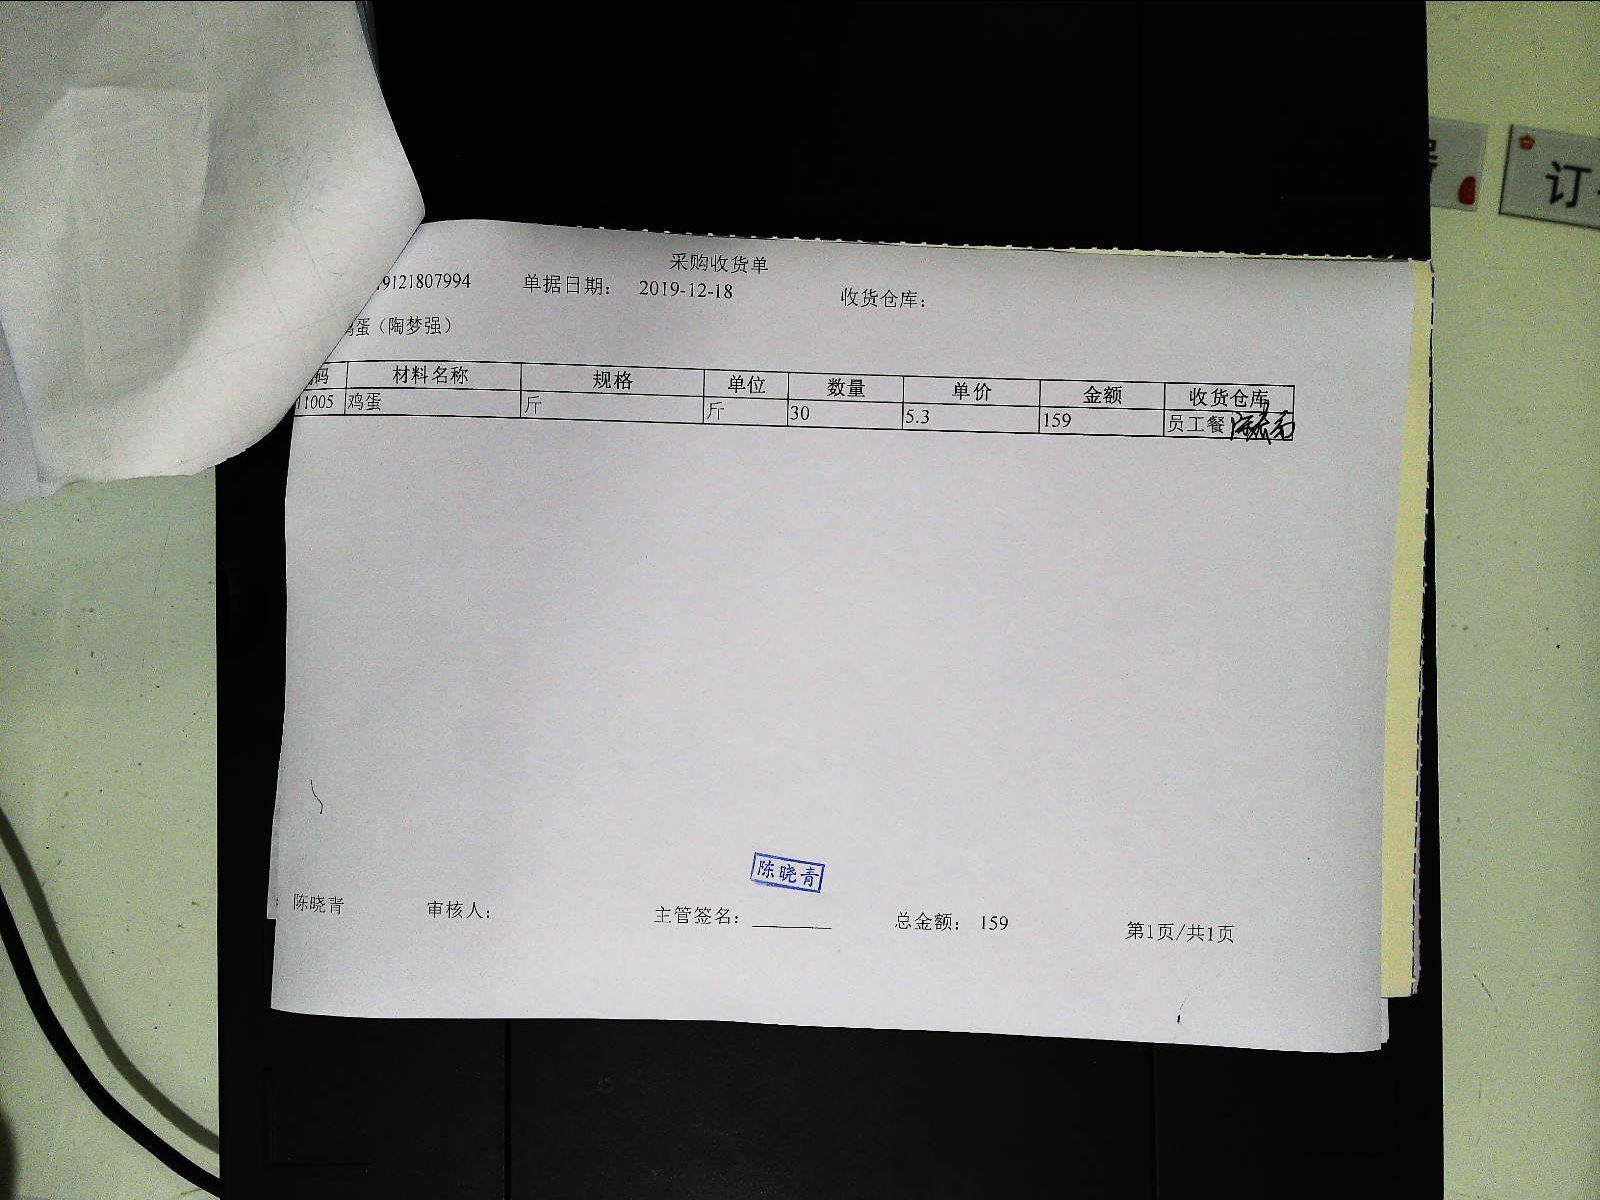 采购收货单
19121807994 单据日期： 2019-12-18 收货仓库：
鸡蛋（陶梦强）
码 材料名称 规格 单位 数量 单价 金额 收货仓库
11005 鸡蛋 斤 斤 30 5.3 159 员工餐
陈晓青
陈晓青 审核人： 主管签名： 总金额： 159 第1页/共1页
订